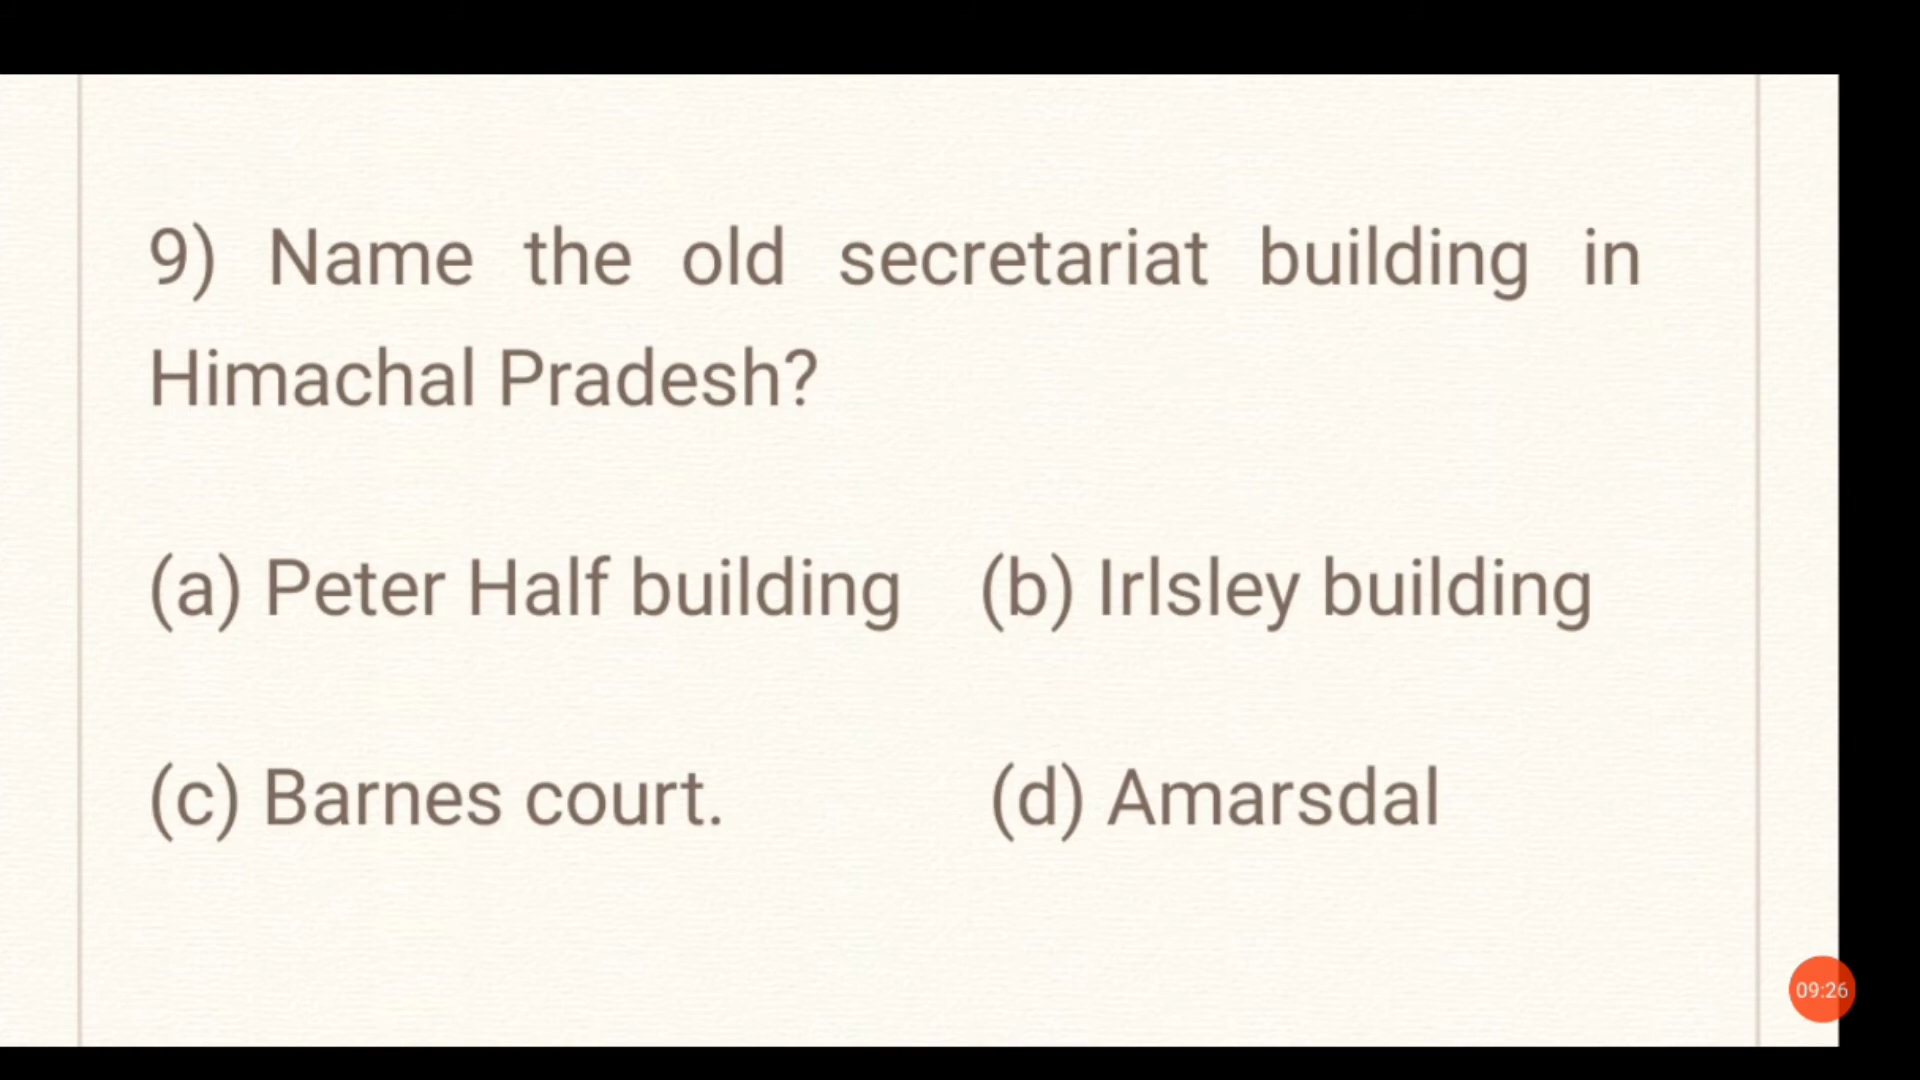 9) Name the old secretariat building in
Himachal Pradesh?
(a) Peter Half building (b) Irlsley building
(c) Barnes court. (d) Amarsdal
09:26